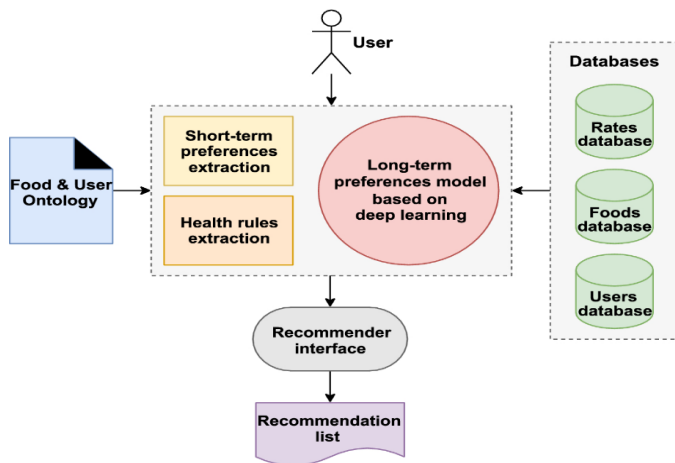 User
Databases
Short-term
preferences
extraction
Rates
database
Long-term
preferences model
based on
deep learning
Food & User
Ontology
Foods
database
Health rules
extraction
Users
database
Recommender
interface
Recommendation
list